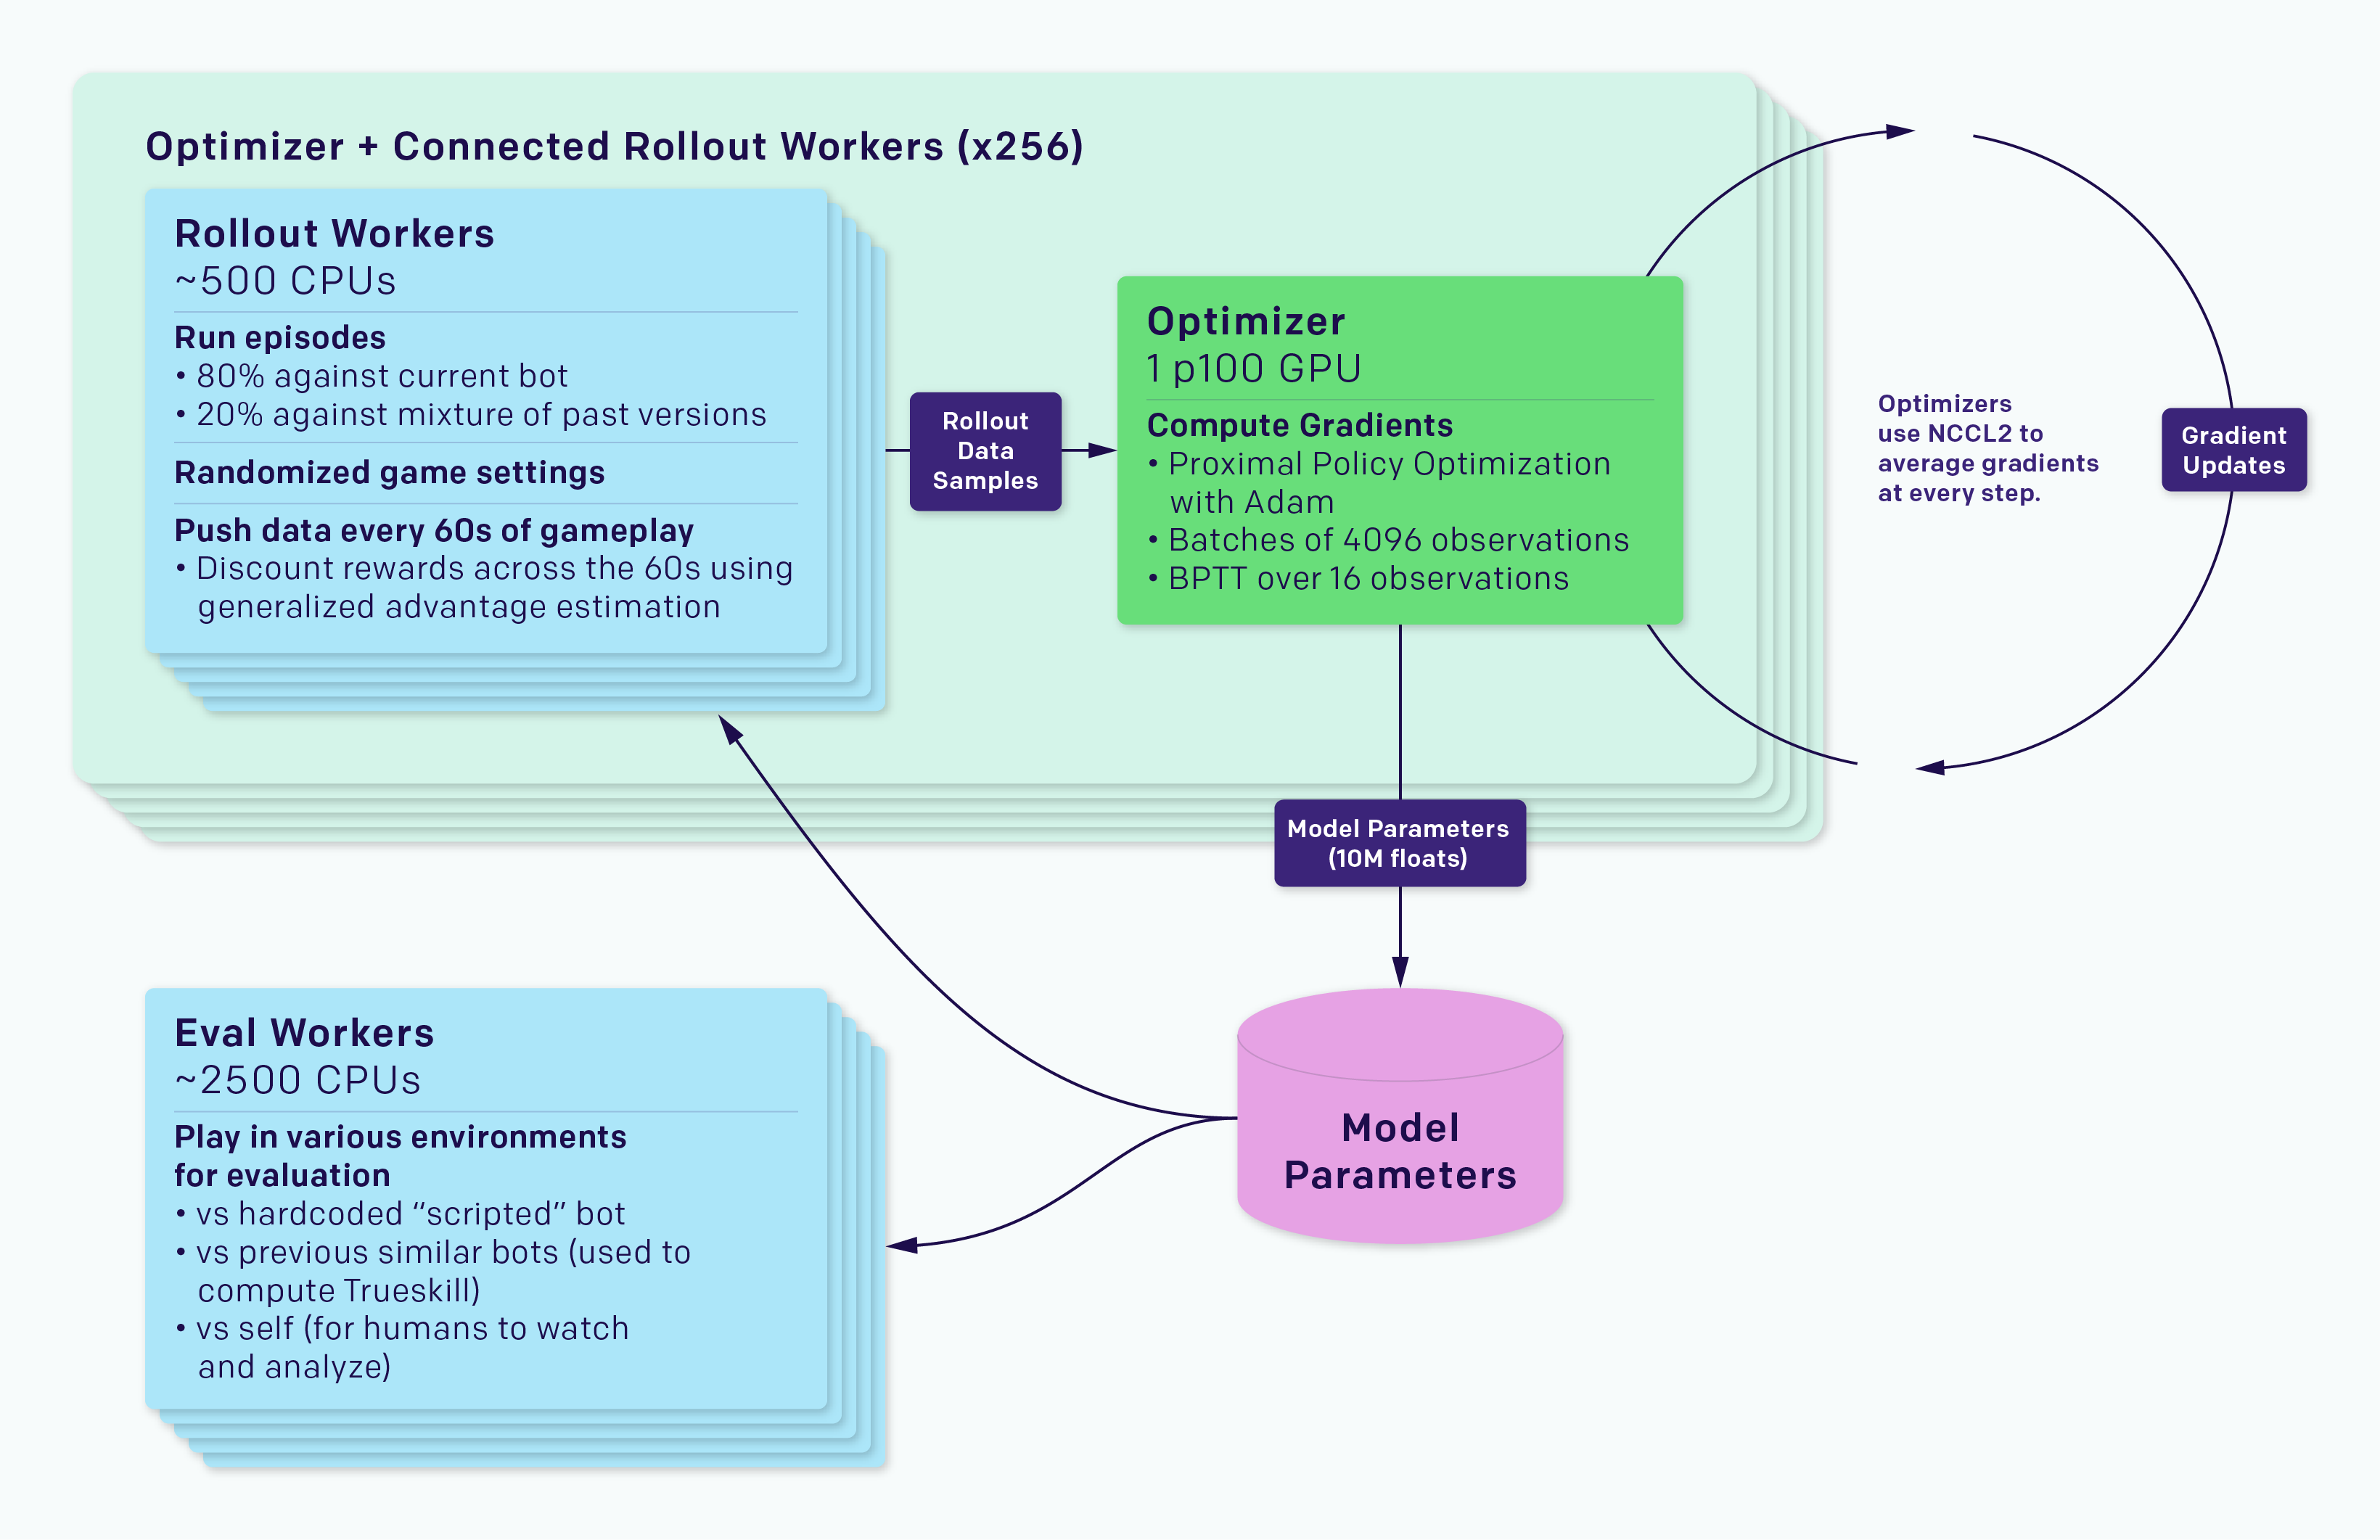 Optimizer + Connected Rollout Workers (x256)
Rollout Workers
~500 CPUs
Run episodes
• 80% against current bot
• 20% against mixture of past versions
Randomized game settings
Push data every 60s of gameplay
• Discount rewards across the 60s using
generalized advantage estimation
Rollout
Data
Samples
Optimizer
1 p100 GPU
Compute Gradients
• Proximal Policy Optimization
with Adam
• Batches of 4096 observations
• BPTT over 16 observations
Optimizers
use NCCL2 to
average gradients
at every step.
Gradient
Updates
Model Parameters
(10M floats)
Eval Workers
~2500 CPUs
Play in various environments
for evaluation
• vs hardcoded “scripted” bot
• vs previous similar bots (used to
compute Trueskill)
• vs self (for humans to watch
and analyze)
Model
Parameters